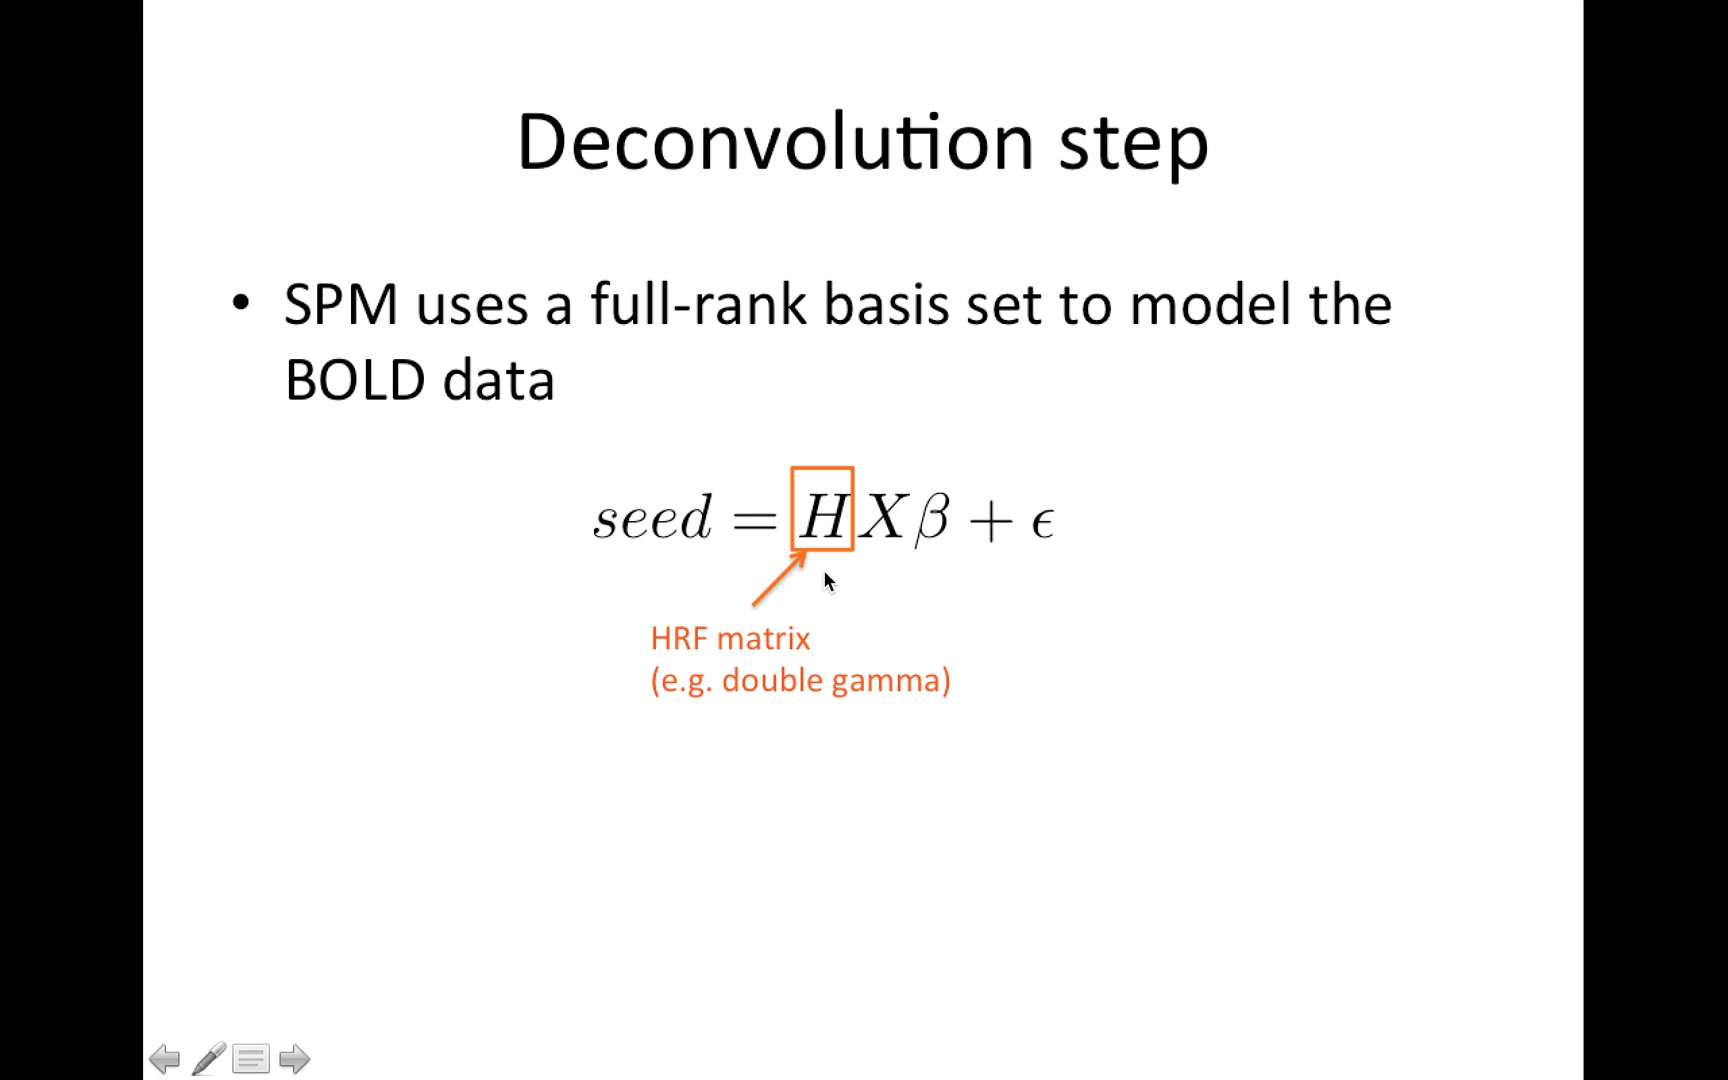 Deconvolution step
• SPM uses a full-rank basis set to model the
BOLD data
seed = HXβ + ϵ
HRF matrix
(e.g. double gamma)